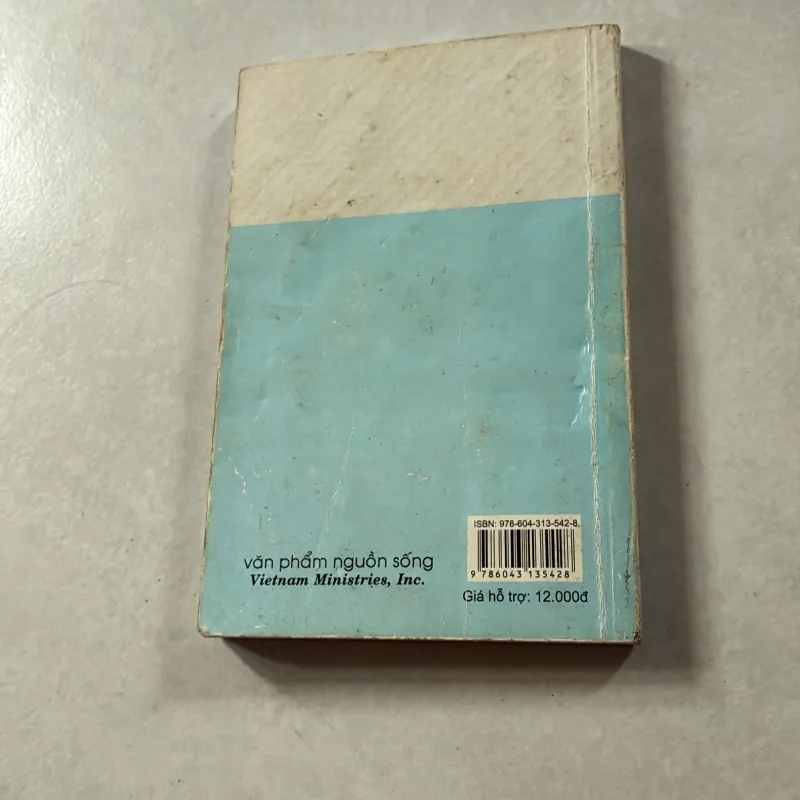 văn phẩm nguồn sống
Vietnam Ministries, Inc.
ISBN: 978-604-313-542-8
9 786043 135428
Giá hỗ trợ: 12.000đ